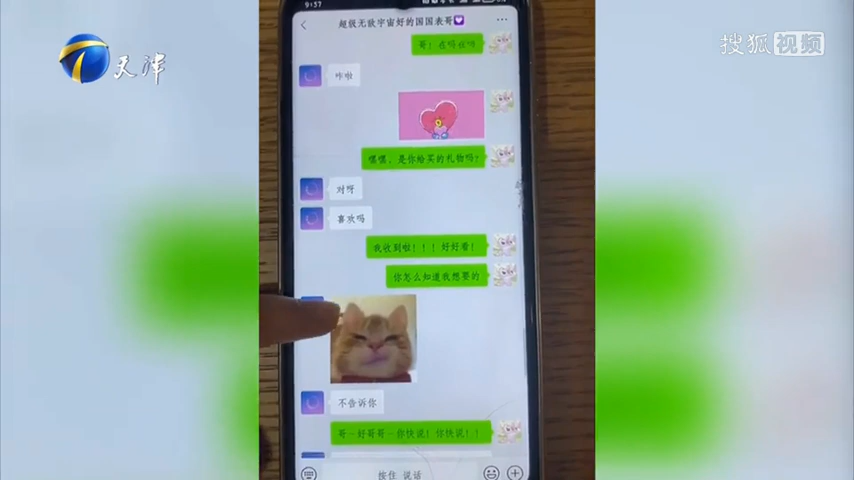 9:37
超级无敌宇宙好的国国表哥
搜狐视频
天津
哥！在吗在吗
咋啦
嘿嘿，是你给买的礼物吗？
对呀
喜欢吗
我收到啦！！！好好看！
你怎么知道我想要的
不告诉你
哥~好哥哥~你快说！你快说！！
按住 说话